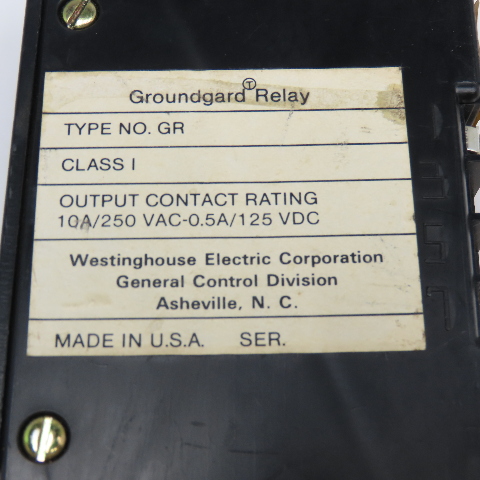 Groundgard Ⓣ Relay
TYPE NO. GR
CLASS I
OUTPUT CONTACT RATING
10A/250 VAC-0.5A/125 VDC
Westinghouse Electric Corporation
General Control Division
Asheville, N. C.
MADE IN U.S.A. SER.